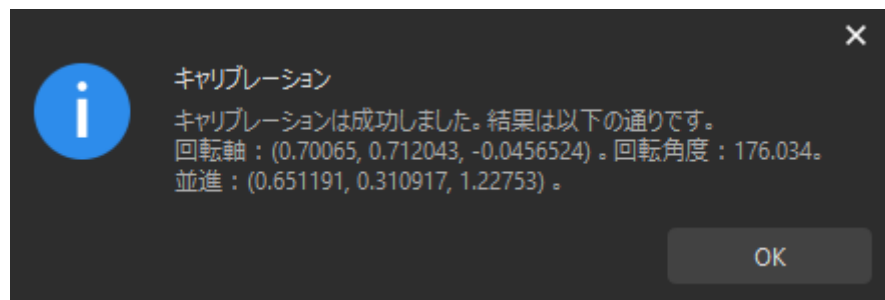 キャリブレーション
キャリブレーションは成功しました。結果は以下の通りです。
回転軸：(0.70065, 0.712043, -0.0456524) 。回転角度：176.034。
並進：(0.651191, 0.310917, 1.22753) 。
OK